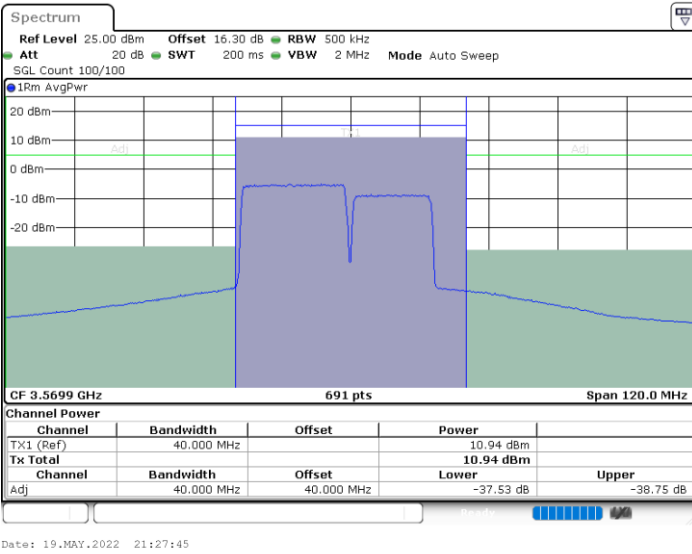 Spectrum
Ref Level 25.00 dBm Offset 16.30 dB RBW 500 kHz
Att 20 dB SWT 200 ms VBW 2 MHz Mode Auto Sweep
SGL Count 100/100
1Rm AvgPwr
20 dBm
TX1
10 dBm
Adj Adj
0 dBm
-10 dBm
-20 dBm
CF 3.5699 GHz 691 pts Span 120.0 MHz
Channel Power
Channel Bandwidth Offset Power
TX1 (Ref) 40.000 MHz 10.94 dBm
Tx Total 10.94 dBm
Channel Bandwidth Offset Lower Upper
Adj 40.000 MHz 40.000 MHz -37.53 dB -38.75 dB
Ready
Date: 19.MAY.2022 21:27:45